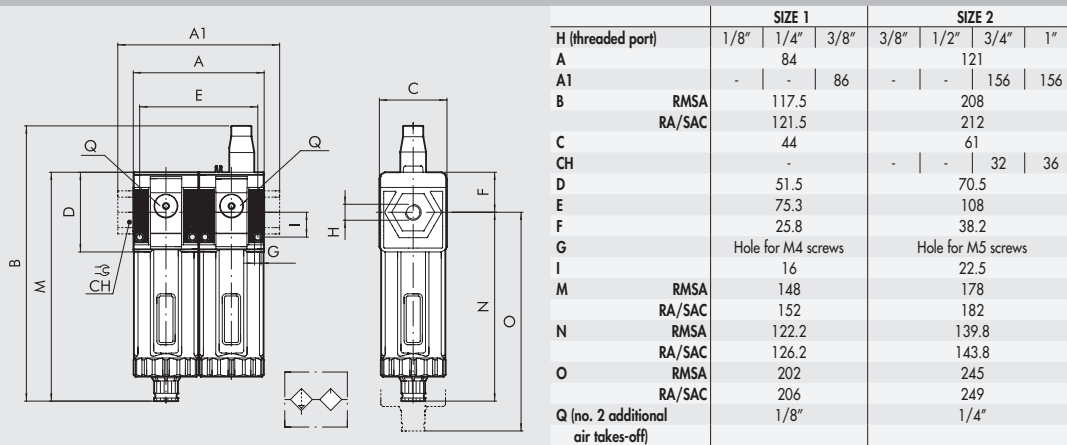 A1
A
E
C
Q
Q
F
D
I
H
G
B
CH
M
N
O
SIZE 1 SIZE 2
H (threaded port) 1/8″ 1/4″ 3/8″ 3/8″ 1/2″ 3/4″ 1″
A 84 121
A1 - - 86 - - 156 156
B RMSA 117.5 208
RA/SAC 121.5 212
C 44 61
CH - - - 32 36
D 51.5 70.5
E 75.3 108
F 25.8 38.2
G Hole for M4 screws Hole for M5 screws
I 16 22.5
M RMSA 148 178
RA/SAC 152 182
N RMSA 122.2 139.8
RA/SAC 126.2 143.8
O RMSA 202 245
RA/SAC 206 249
Q (no. 2 additional 1/8″ 1/4″
air takes-off)